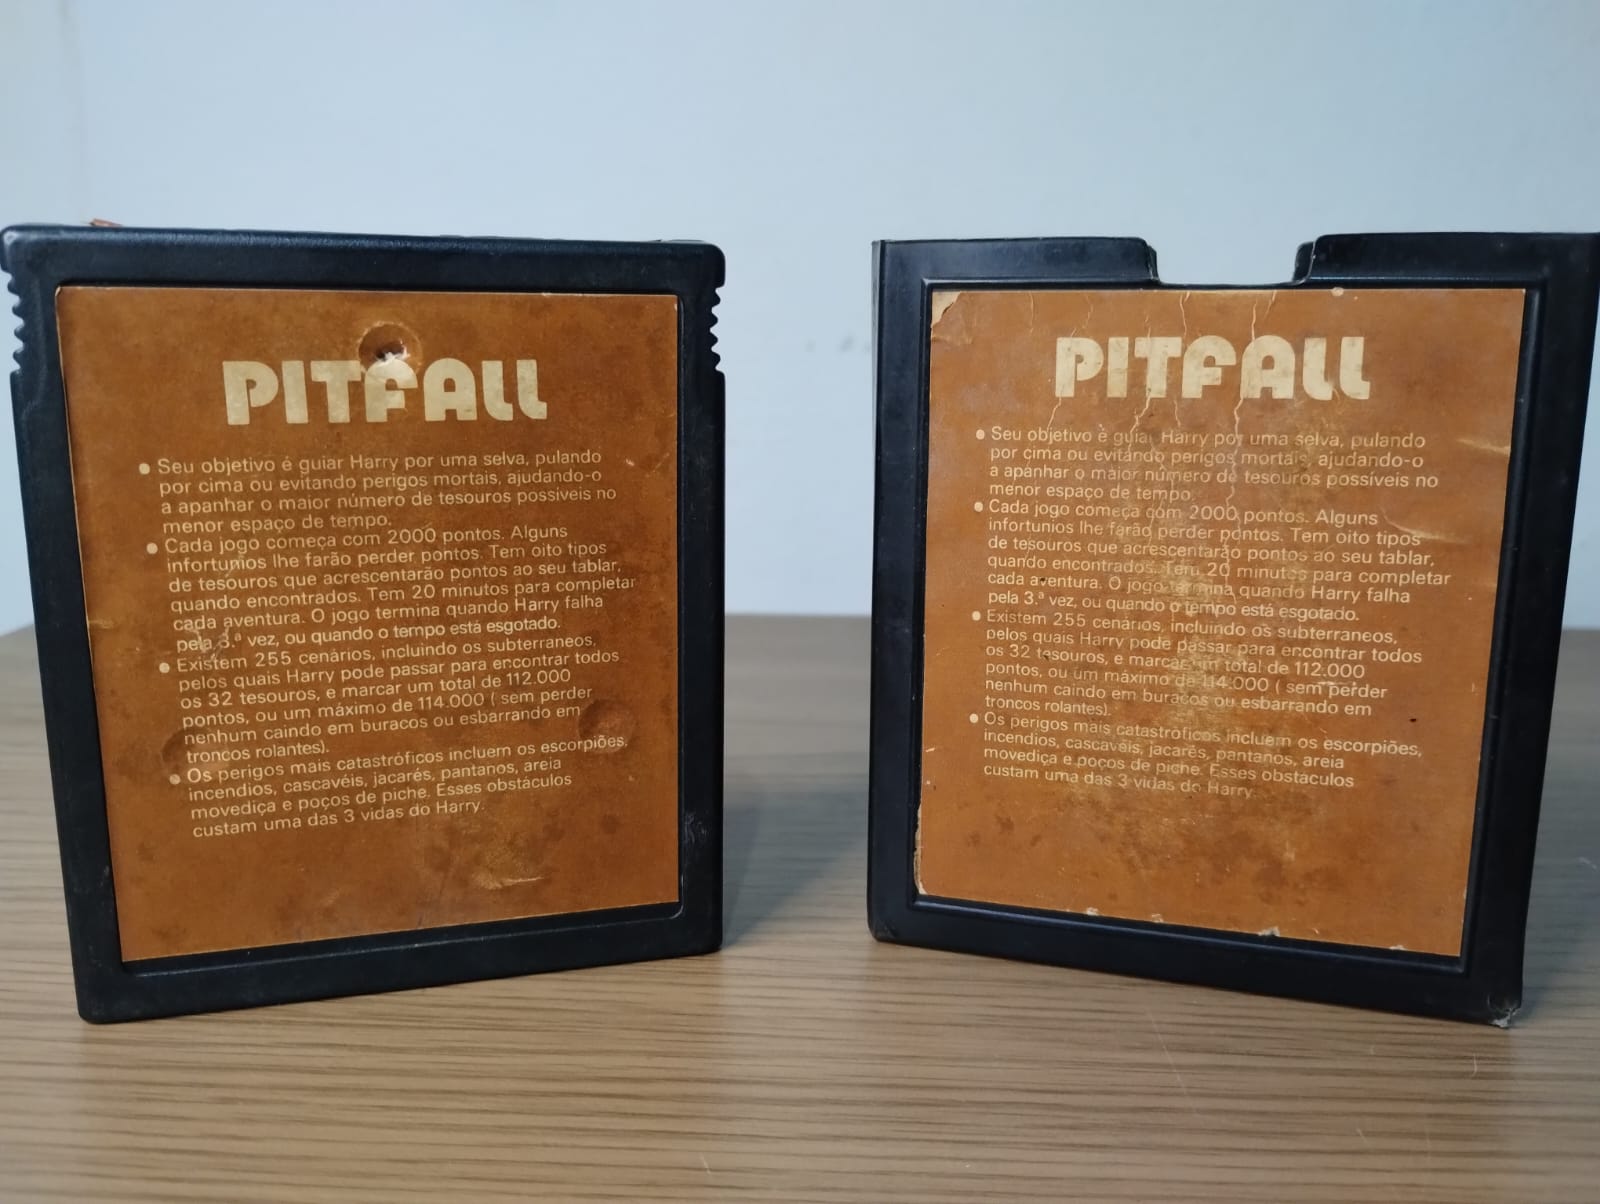 PITFALL
• Seu objetivo é guiar Harry por uma selva, pulando
por cima ou evitando perigos mortais, ajudando-o
a apanhar o maior número de tesouros possíveis no
menor espaço de tempo.
• Cada jogo começa com 2000 pontos. Alguns
infortunios lhe farão perder pontos. Tem oito tipos
de tesouros que acrescentarão pontos ao seu tablar,
quando encontrados. Tem 20 minutos para completar
cada aventura. O jogo termina quando Harry falha
pela 3.ª vez, ou quando o tempo está esgotado.
• Existem 255 cenários, incluindo os subterraneos,
pelos quais Harry pode passar para encontrar todos
os 32 tesouros, e marcar um total de 112.000
pontos, ou um máximo de 114.000 ( sem perder
nenhum caindo em buracos ou esbarrando em
troncos rolantes).
• Os perigos mais catastróficos incluem os escorpiões,
incendios, cascavéis, jacarés, pantanos, areia
movediça e poços de piche. Esses obstáculos
custam uma das 3 vidas do Harry.
PITFALL
• Seu objetivo é guiar Harry por uma selva, pulando
por cima ou evitando perigos mortais, ajudando-o
a apanhar o maior número de tesouros possíveis no
menor espaço de tempo.
• Cada jogo começa com 2000 pontos. Alguns
infortunios lhe farão perder pontos. Tem oito tipos
de tesouros que acrescentarão pontos ao seu tablar,
quando encontrados. Tem 20 minutos para completar
cada aventura. O jogo termina quando Harry falha
pela 3.ª vez, ou quando o tempo está esgotado.
• Existem 255 cenários, incluindo os subterraneos,
pelos quais Harry pode passar para encontrar todos
os 32 tesouros, e marcar um total de 112.000
pontos, ou um máximo de 114.000 ( sem perder
nenhum caindo em buracos ou esbarrando em
troncos rolantes).
• Os perigos mais catastróficos incluem os escorpiões,
incendios, cascavéis, jacarés, pantanos, areia
movediça e poços de piche. Esses obstáculos
custam uma das 3 vidas do Harry.